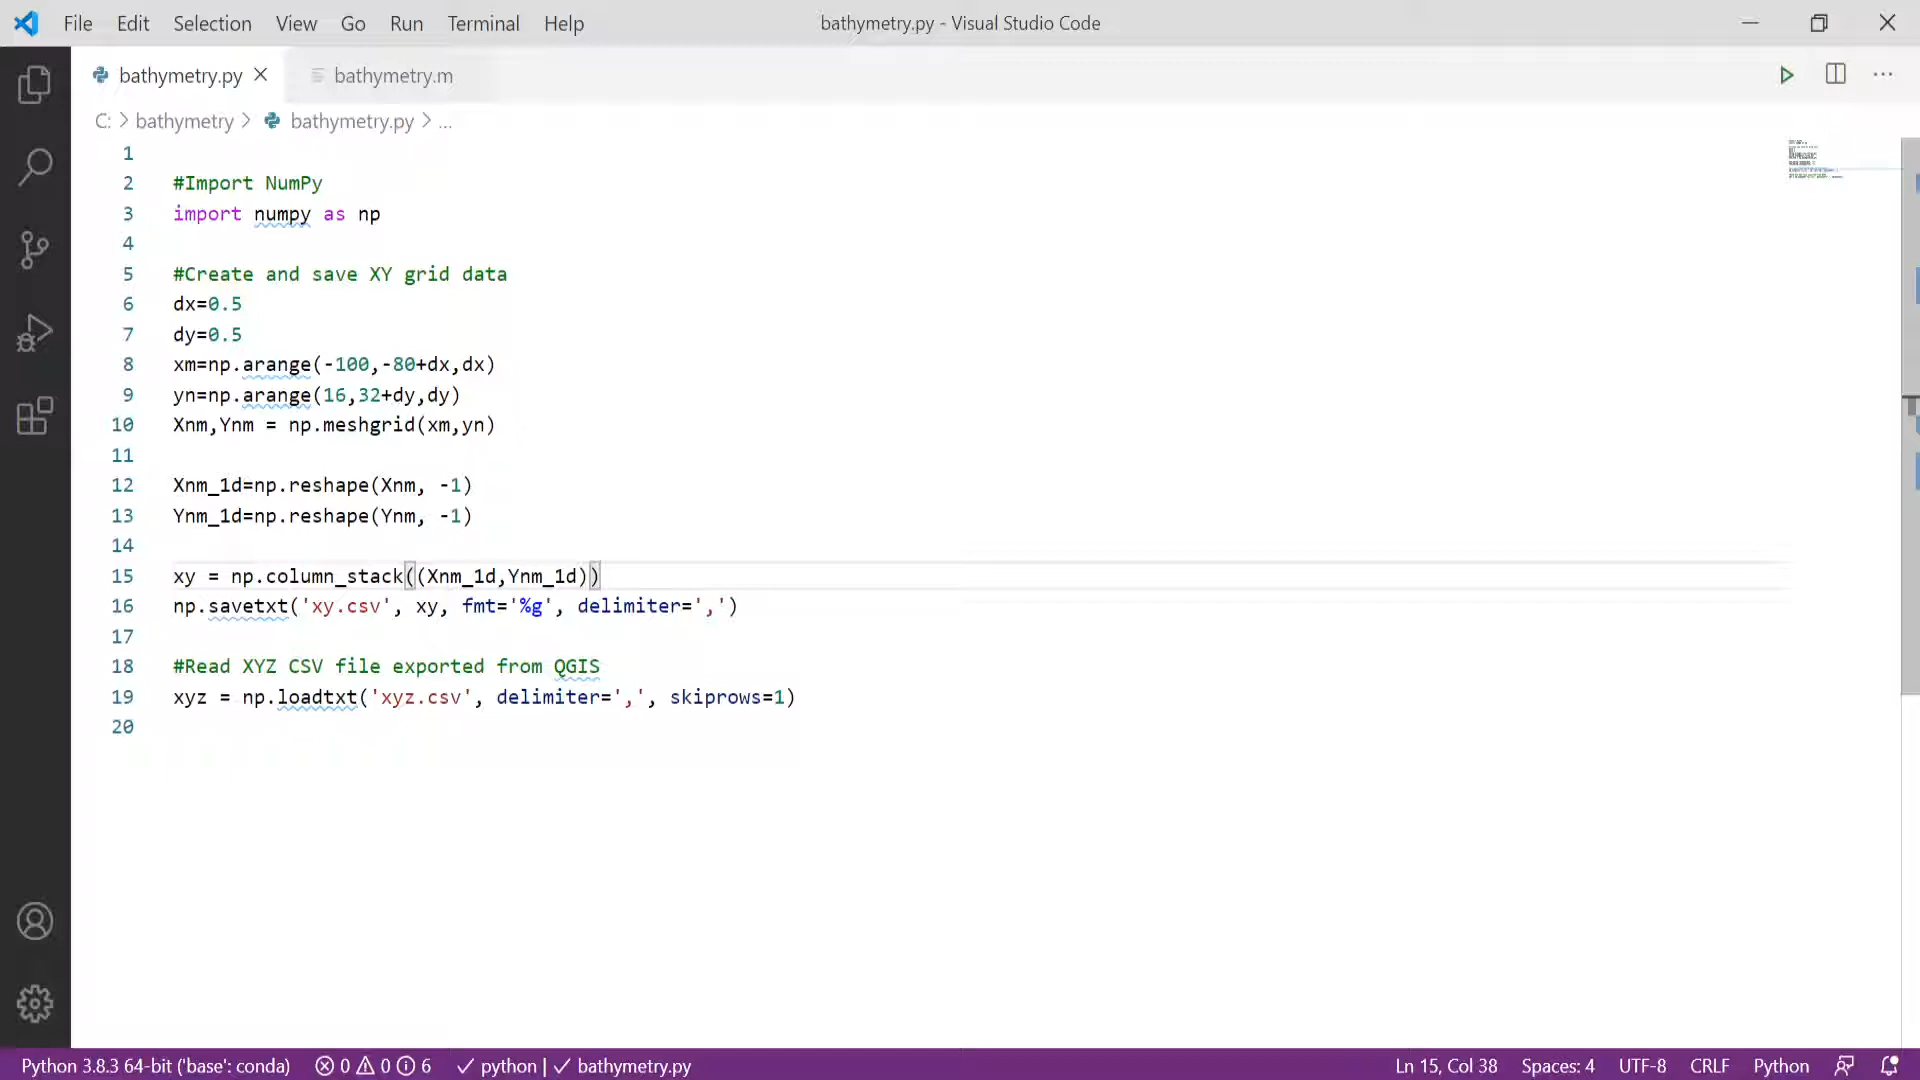 File Edit Selection View Go Run Terminal Help bathymetry.py - Visual Studio Code
bathymetry.py bathymetry.m
C: > bathymetry > bathymetry.py > ...
1
2 #Import NumPy
3 import numpy as np
4
5 #Create and save XY grid data
6 dx=0.5
7 dy=0.5
8 xm=np.arange(-100,-80+dx,dx)
9 yn=np.arange(16,32+dy,dy)
10 Xnm,Ynm = np.meshgrid(xm,yn)
11
12 Xnm_1d=np.reshape(Xnm, -1)
13 Ynm_1d=np.reshape(Ynm, -1)
14
15 xy = np.column_stack((Xnm_1d,Ynm_1d))
16 np.savetxt('xy.csv', xy, fmt='%g', delimiter=',')
17
18 #Read XYZ CSV file exported from QGIS
19 xyz = np.loadtxt('xyz.csv', delimiter=',', skiprows=1)
20
Python 3.8.3 64-bit ('base': conda) 0 0 6 python | bathymetry.py Ln 15, Col 38 Spaces: 4 UTF-8 CRLF Python